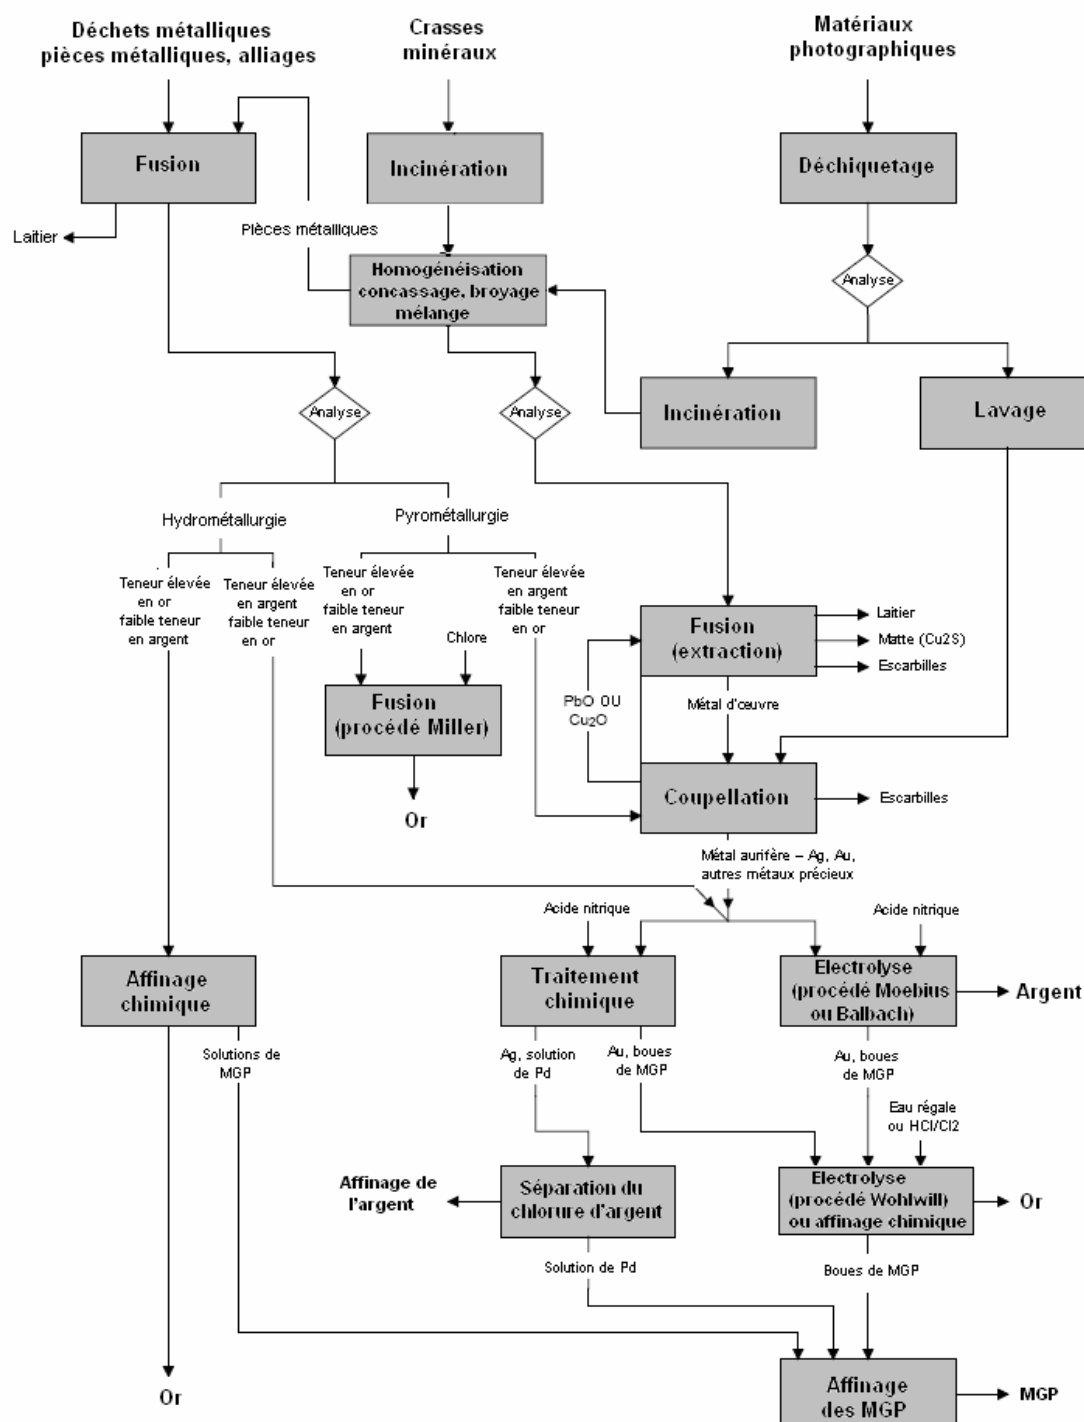 Déchets métalliques
pièces métalliques, alliages
Crasses
minéraux
Matériaux
photographiques
Fusion
Incinération
Déchiquetage
Laitier
Pièces métalliques
Homogénéisation
concassage, broyage
mélange
Analyse
Incinération
Lavage
Analyse
Analyse
Hydrométallurgie
Pyrométallurgie
Teneur élevée
en or
faible teneur
en argent
Teneur élevée
en argent
faible teneur
en or
Teneur élevée
en or
faible teneur
en argent
Teneur élevée
en argent
faible teneur
en or
Chlore
Fusion
(procédé Miller)
Or
Fusion
(extraction)
Laitier
Matte (Cu2S)
Escarbilles
PbO OU
Cu2O
Métal d'œuvre
Coupellation
Escarbilles
Métal aurifère – Ag, Au,
autres métaux précieux
Acide nitrique
Acide nitrique
Affinage
chimique
Traitement
chimique
Electrolyse
(procédé Moebius
ou Balbach)
Argent
Solutions de
MGP
Ag, solution
de Pd
Au, boues
de MGP
Au, boues
de MGP
Eau régale
ou HCl/Cl2
Affinage de
l'argent
Séparation du
chlorure d'argent
Electrolyse
(procédé Wohlwill)
ou affinage chimique
Or
Solution de Pd
Boues de MGP
Or
Affinage
des MGP
MGP